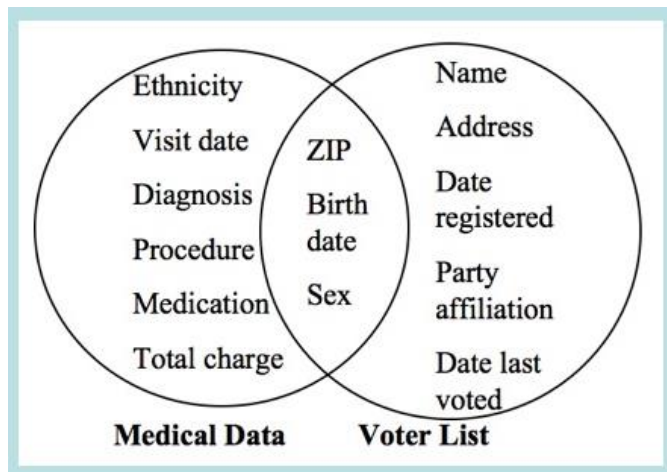 Ethnicity
Visit date
Diagnosis
Procedure
Medication
Total charge
ZIP
Birth
date
Sex
Name
Address
Date
registered
Party
affiliation
Date last
voted
Medical Data
Voter List